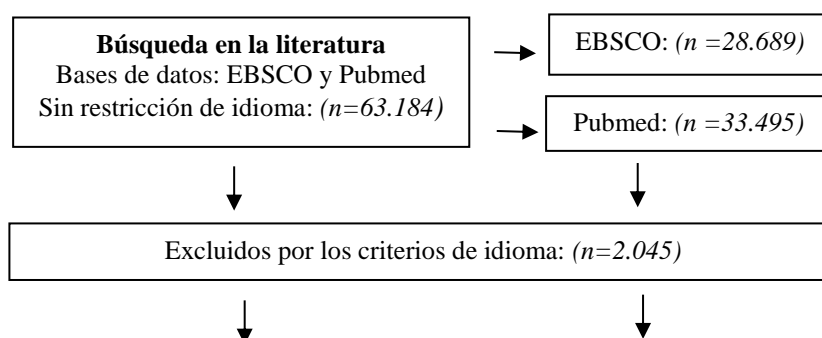 Búsqueda en la literatura
Bases de datos: EBSCO y Pubmed
Sin restricción de idioma: (n=63.184)
EBSCO: (n =28.689)
Pubmed: (n =33.495)
Excluidos por los criterios de idioma: (n=2.045)